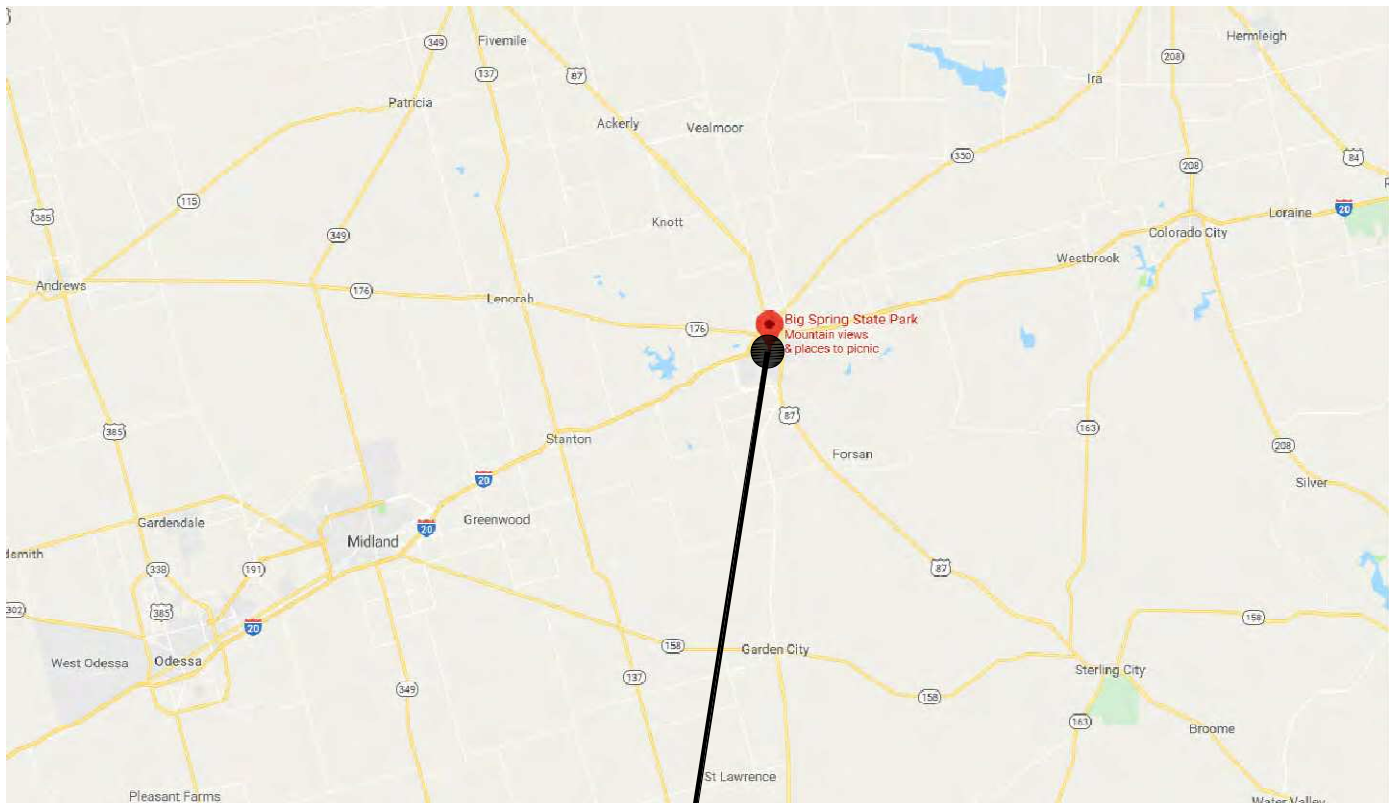 349
Fivemile
137
87
Patricia
Ackerly
Vealmoor
Ira
208
Hermleigh
350
208
84
115
385
349
Knott
20
Loraine
Colorado City
Westbrook
Andrews
176
Lenorah
176
Big Spring State Park
Mountain views
& places to picnic
87
163
385
Stanton
Forsan
208
Silver
20
Gardendale
Greenwood
20
Midland
desmith
338
191
87
302
385
20
158
158
Garden City
West Odessa
Odessa
137
349
158
Sterling City
163
Broome
St Lawrence
Pleasant Farms
Water Valley